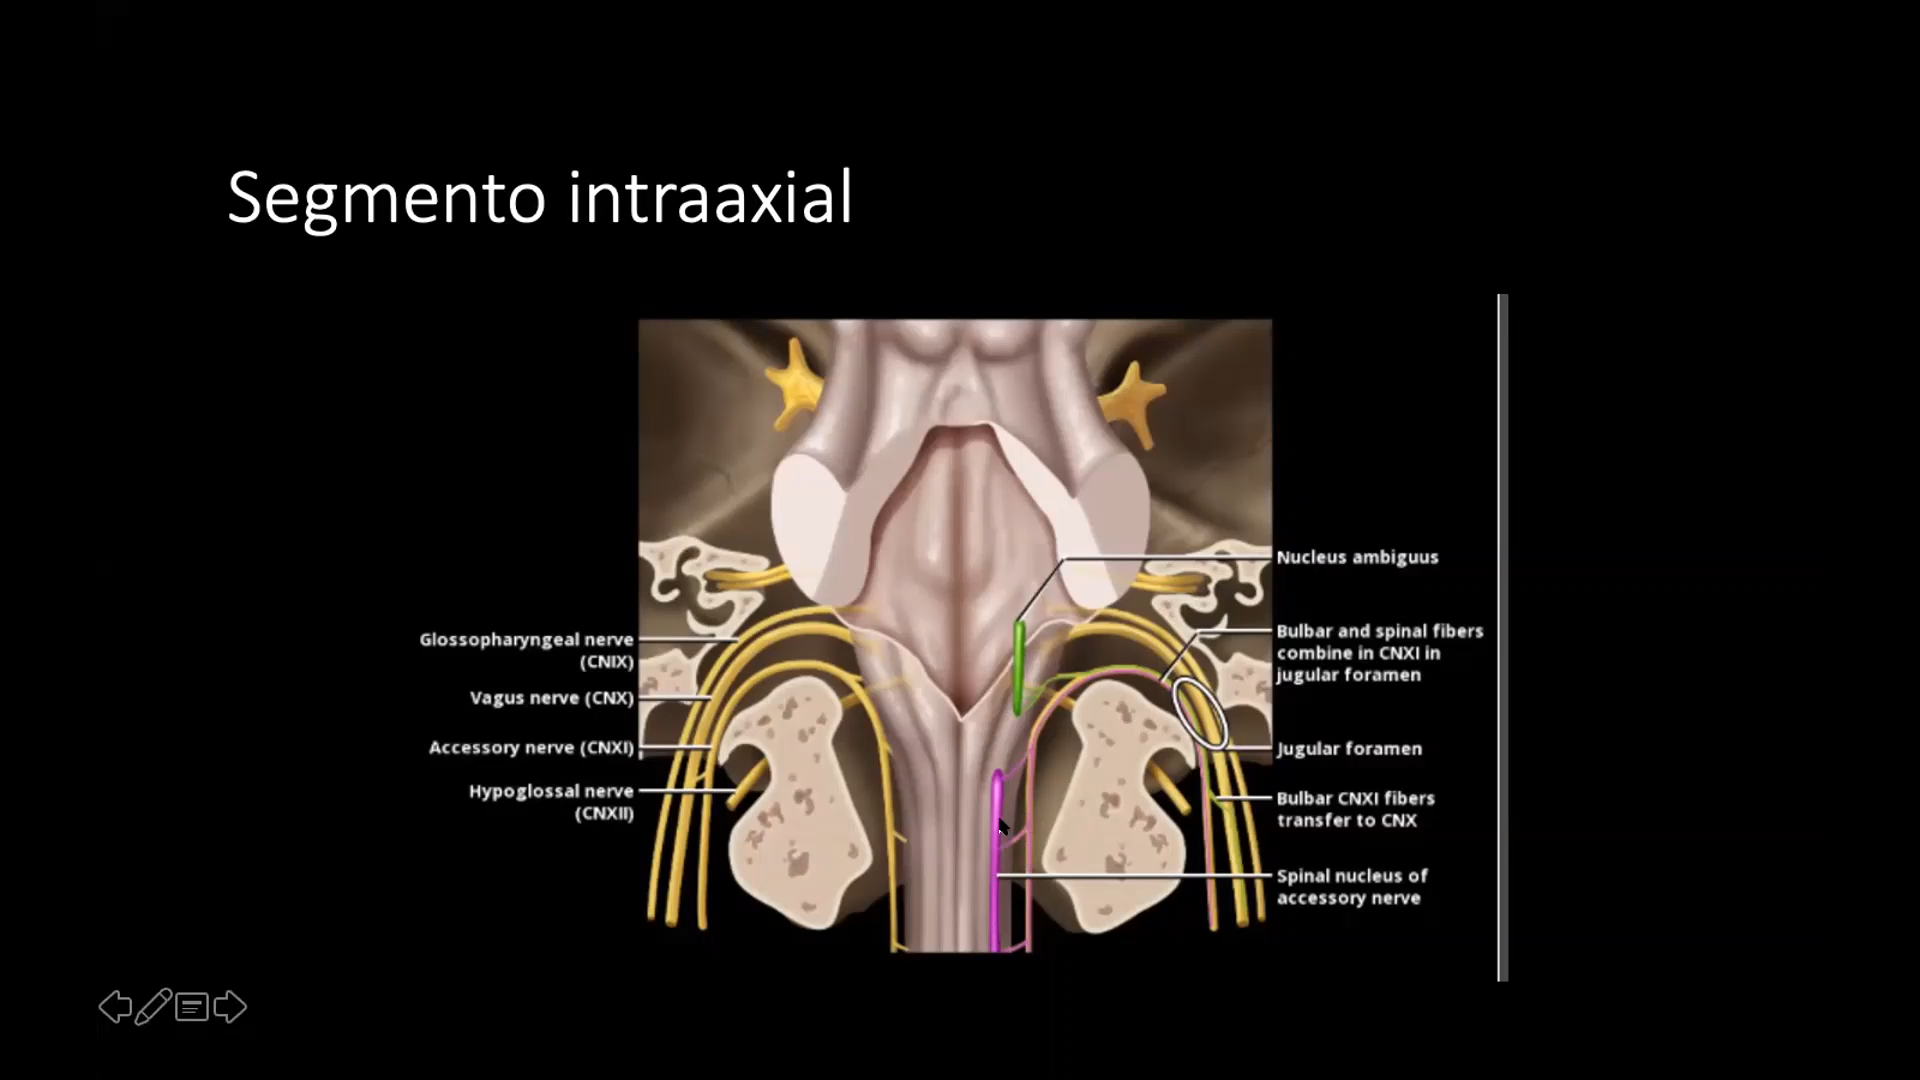 Segmento intraaxial
Glossopharyngeal nerve
(CNIX)
Vagus nerve (CNX)
Accessory nerve (CNXI)
Hypoglossal nerve
(CNXII)
Nucleus ambiguus
Bulbar and spinal fibers
combine in CNXI in
jugular foramen
Jugular foramen
Bulbar CNXI fibers
transfer to CNX
Spinal nucleus of
accessory nerve